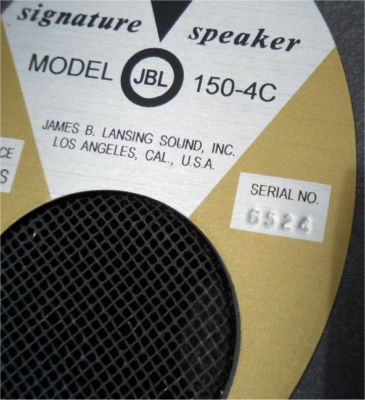 signature speaker
MODEL JBL 150-4C
JAMES B. LANSING SOUND, INC.
LOS ANGELES, CAL., U.S.A.
SERIAL NO.
6524